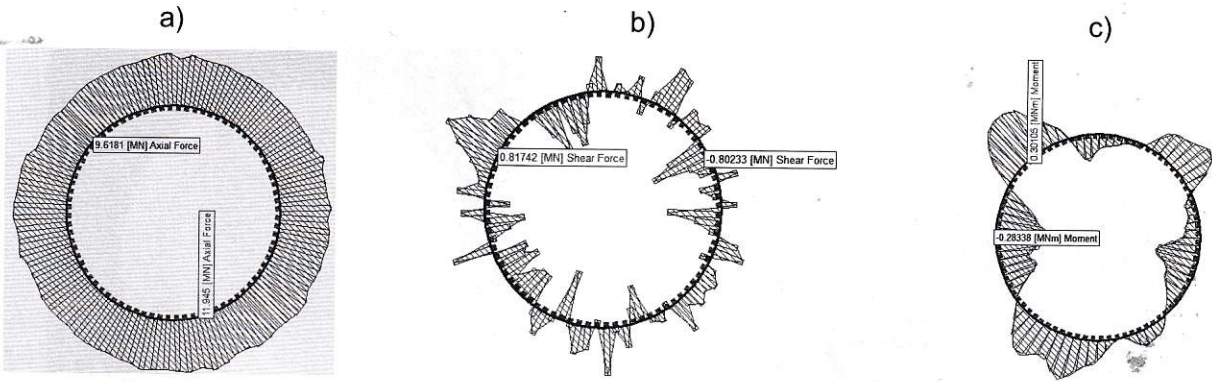 a)
b)
c)
9.6181 [MN] Axial Force
11.945 [MN] Axial Force
0.81742 [MN] Shear Force
-0.80233 [MN] Shear Force
0.30105 [MNm] Moment
-0.28338 [MNm] Moment